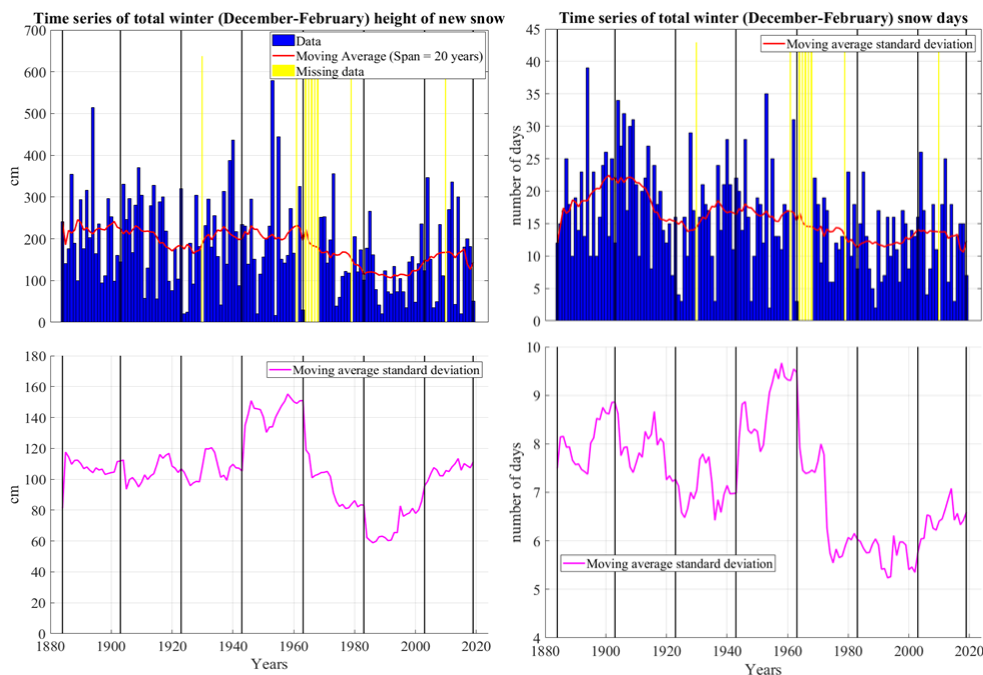 Time series of total winter (December-February) height of new snow
700
600
500
400
300
200
100
0
cm
Data
Moving Average (Span = 20 years)
Missing data
Time series of total winter (December-February) snow days
45
40
35
30
25
20
15
10
5
0
number of days
Moving average standard deviation
180
160
140
120
100
80
60
40
20
0
cm
Moving average standard deviation
1880 1900 1920 1940 1960 1980 2000 2020
Years
10
9
8
7
6
5
4
number of days
Moving average standard deviation
1880 1900 1920 1940 1960 1980 2000 2020
Years